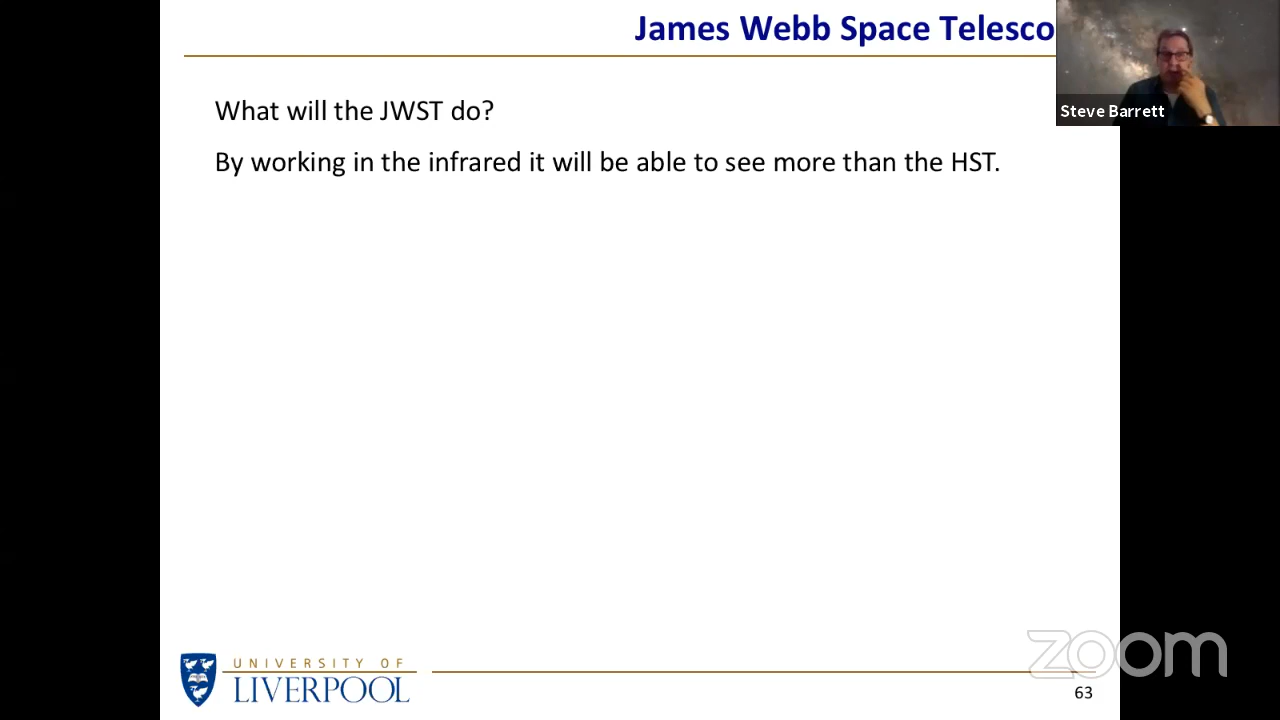 James Webb Space Telesco
Steve Barrett
What will the JWST do?
By working in the infrared it will be able to see more than the HST.
UNIVERSITY OF
LIVERPOOL
zoom
63